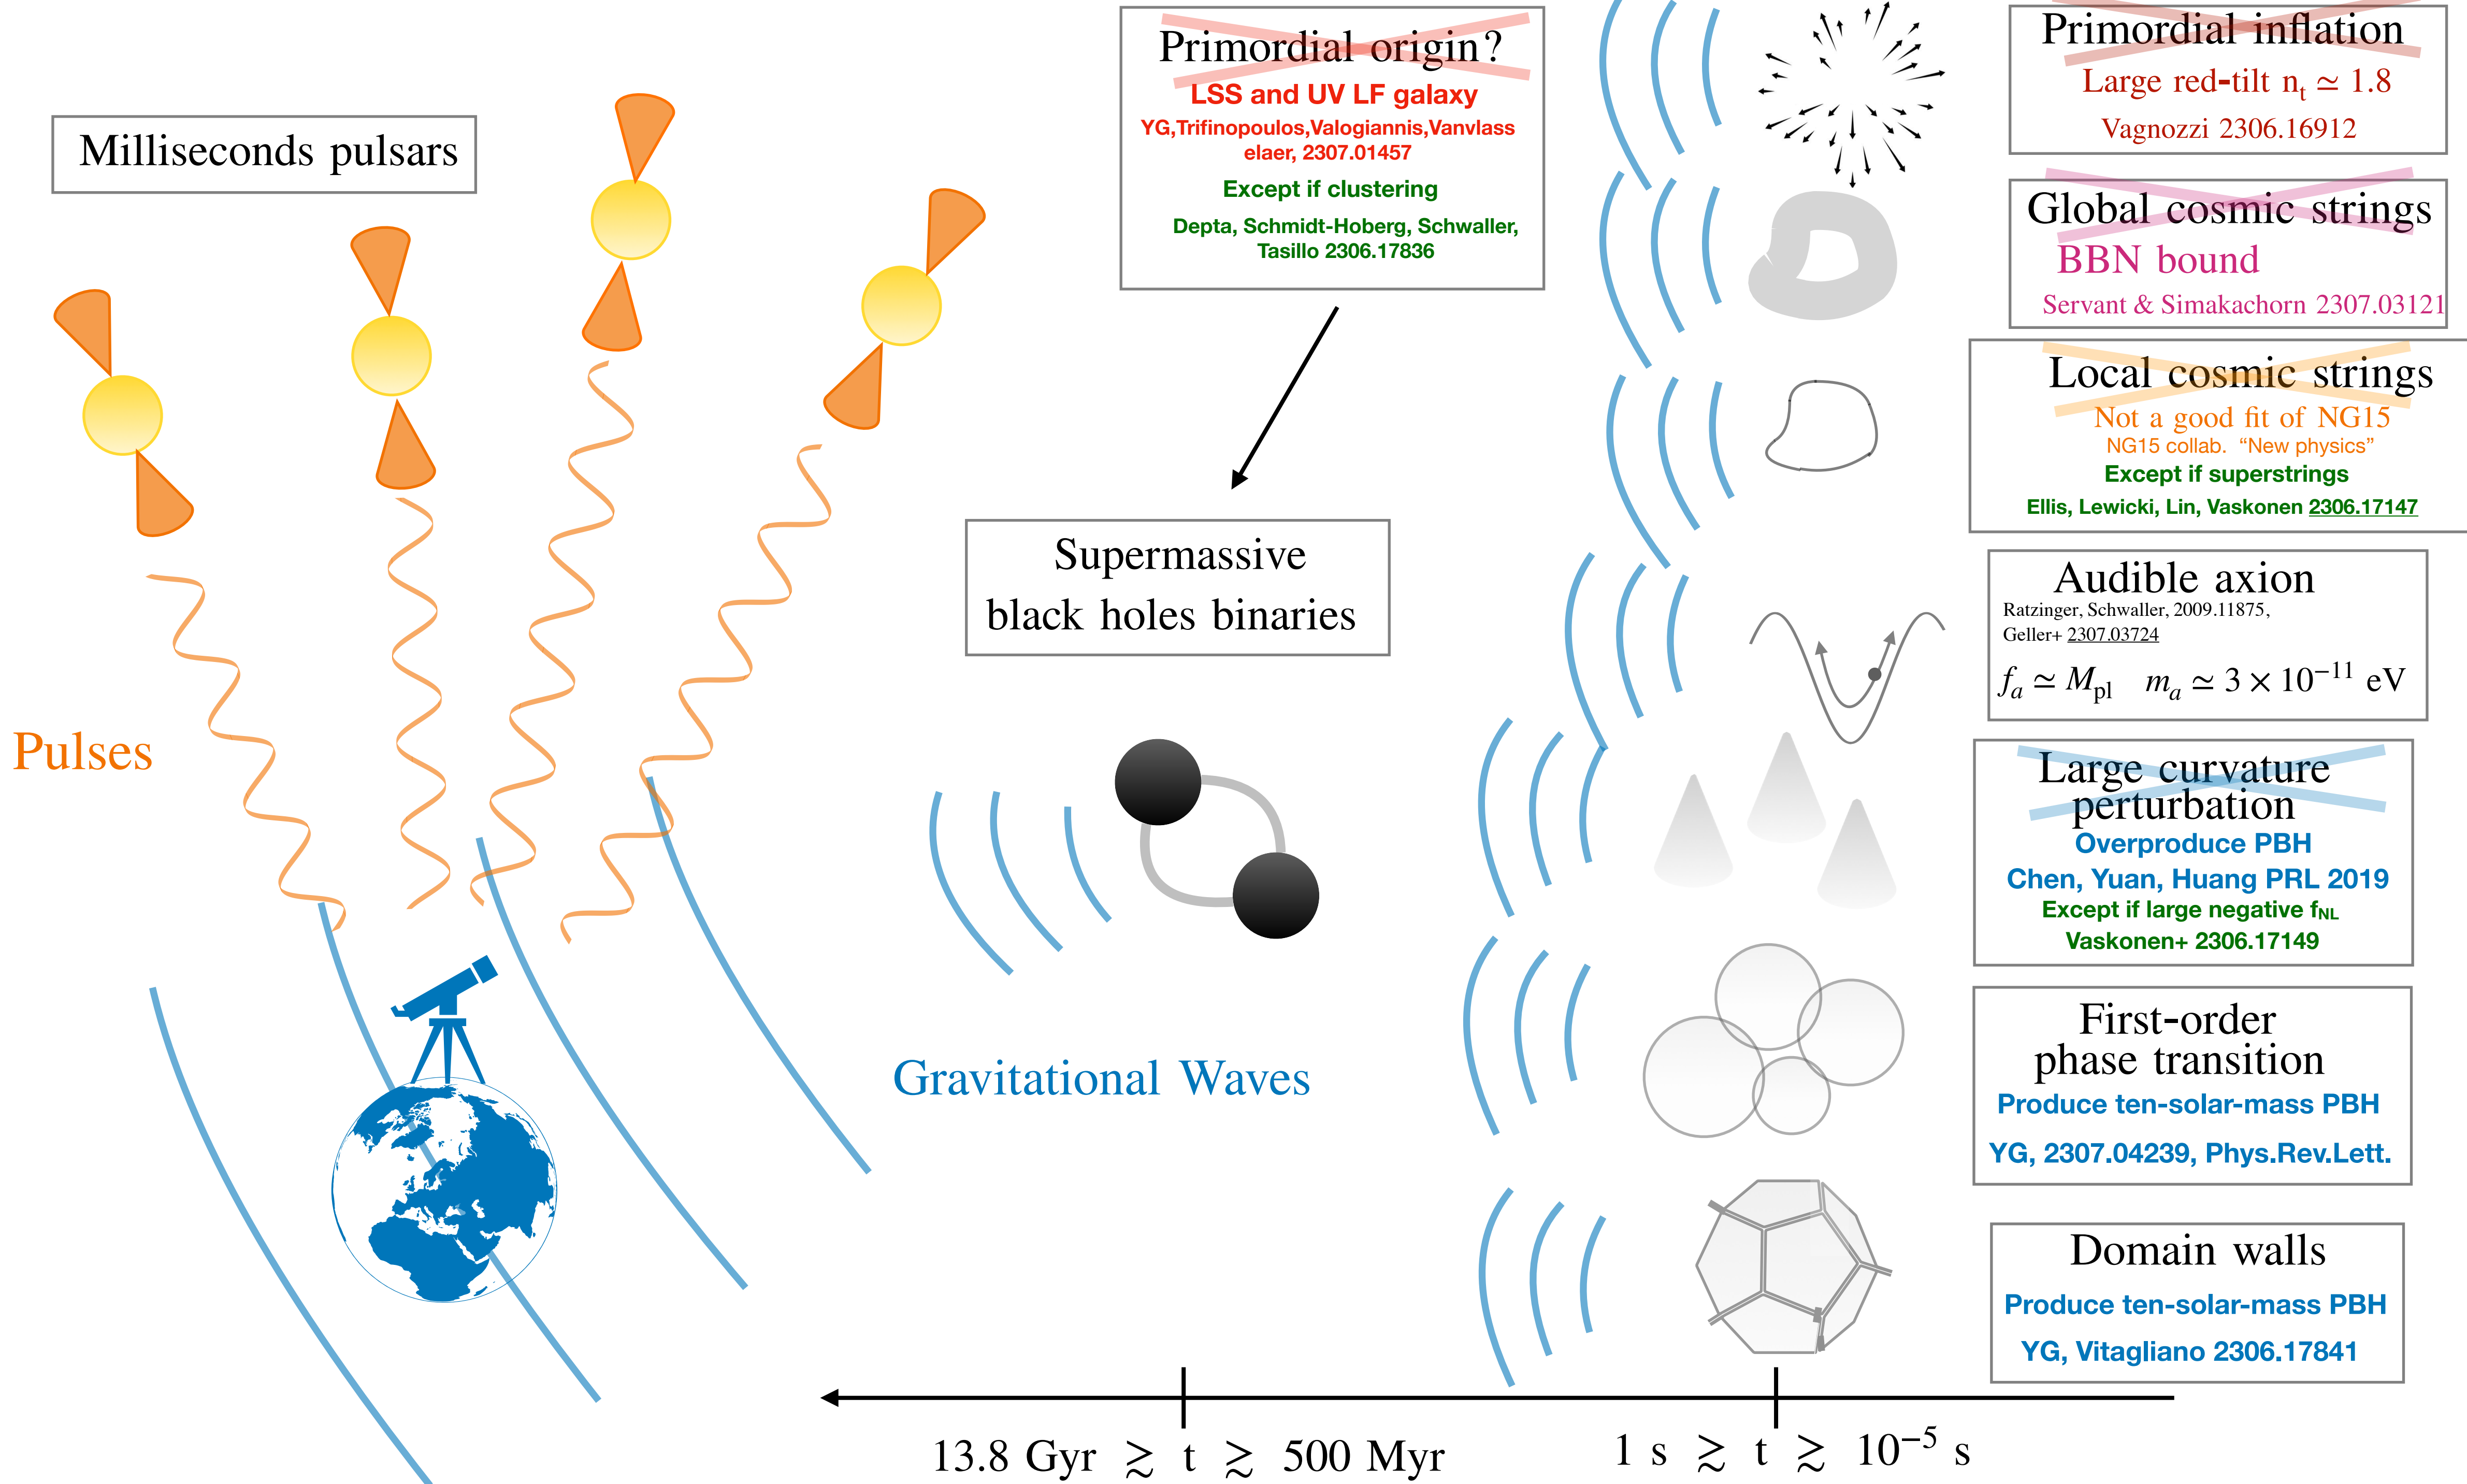 Milliseconds pulsars
Pulses
Primordial origin?
LSS and UV LF galaxy
YG,Trifinopoulos,Valogiannis,Vanvlass
elaer, 2307.01457
Except if clustering
Depta, Schmidt-Hoberg, Schwaller,
Tasillo 2306.17836
Supermassive
black holes binaries
Gravitational Waves
Primordial inflation
Large red-tilt nₜ ≃ 1.8
Vagnozzi 2306.16912
Global cosmic strings
BBN bound
Servant & Simakachorn 2307.03121
Local cosmic strings
Not a good fit of NG15
NG15 collab. “New physics”
Except if superstrings
Ellis, Lewicki, Lin, Vaskonen 2306.17147
Audible axion
Ratzinger, Schwaller, 2009.11875,
Geller+ 2307.03724
fₐ ≃ Mpl mₐ ≃ 3 × 10⁻¹¹ eV
Large curvature
perturbation
Overproduce PBH
Chen, Yuan, Huang PRL 2019
Except if large negative fNL
Vaskonen+ 2306.17149
First-order
phase transition
Produce ten-solar-mass PBH
YG, 2307.04239, Phys.Rev.Lett.
Domain walls
Produce ten-solar-mass PBH
YG, Vitagliano 2306.17841
13.8 Gyr ≳ t ≳ 500 Myr
1 s ≳ t ≳ 10⁻⁵ s